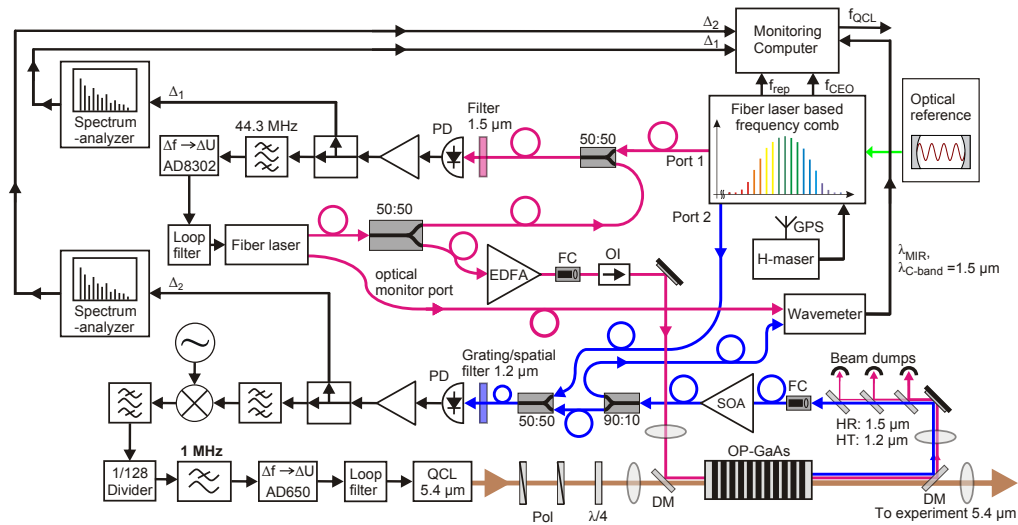 Δ2
Δ1
Monitoring
Computer
fQCL
frep
fCEO
Spectrum
-analyzer
Δ1
44.3 MHz
PD
Filter
1.5 µm
50:50
Port 1
Fiber laser based
frequency comb
Optical
reference
Δf→ΔU
AD8302
Port 2
50:50
Loop
filter
Fiber laser
GPS
H-maser
λMIR,
λC-band =1.5 µm
EDFA
FC
OI
optical
monitor port
Spectrum
-analyzer
Δ2
Wavemeter
Grating/spatial
filter 1.2 µm
PD
Beam dumps
SOA
FC
50:50
90:10
HR: 1.5 µm
HT: 1.2 µm
1/128
Divider
1 MHz
Δf→ΔU
AD650
Loop
filter
QCL
5.4 µm
Pol
λ/4
DM
OP-GaAs
DM
To experiment 5.4 µm